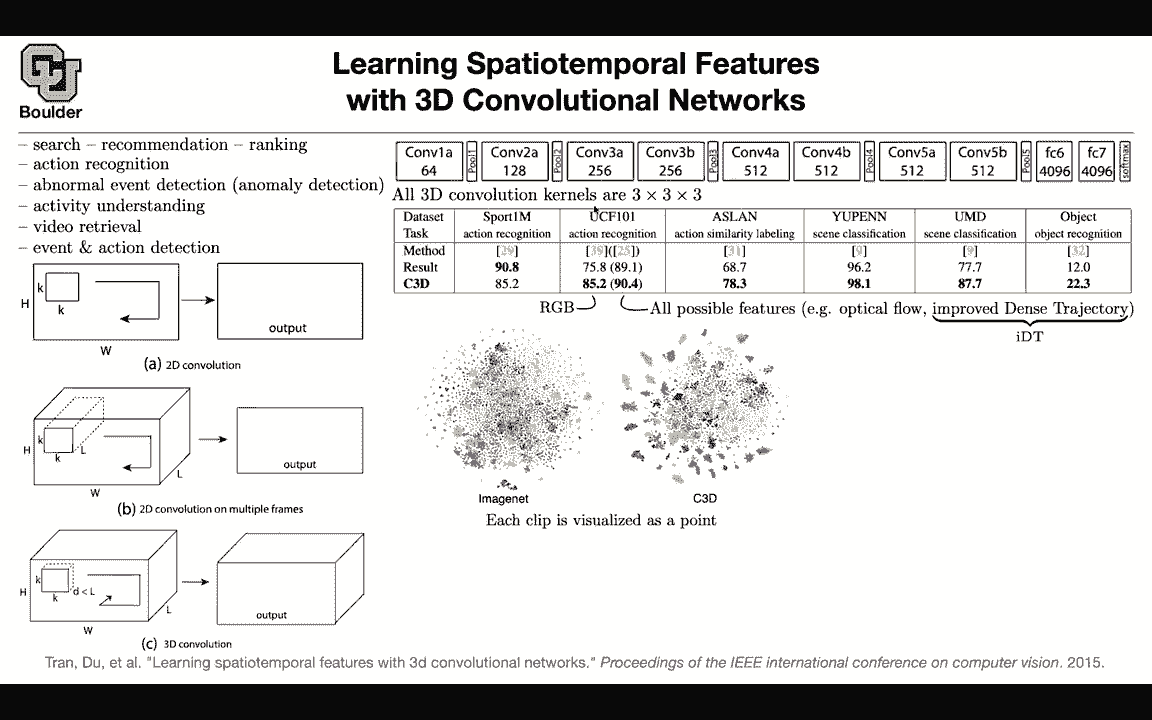 Boulder
Learning Spatiotemporal Features
with 3D Convolutional Networks
– search – recommendation – ranking
– action recognition
– abnormal event detection (anomaly detection)
– activity understanding
– video retrieval
– event & action detection
k
k
H
W
output
(a) 2D convolution
k
k
L
H
L
W
output
(b) 2D convolution on multiple frames
k
k
d < L
H
L
W
output
(c) 3D convolution
Conv1a Pool1 Conv2a Pool2 Conv3a Conv3b Pool3 Conv4a Conv4b Pool4 Conv5a Conv5b Pool5 fc6 fc7 softmax
64 128 256 256 512 512 512 512 4096 4096
All 3D convolution kernels are 3 × 3 × 3
Dataset Sport1M UCF101 ASLAN YUPENN UMD Object
Task action recognition action recognition action similarity labeling scene classification scene classification object recognition
Method [29] [39]([25]) [31] [9] [9] [32]
Result 90.8 75.8 (89.1) 68.7 96.2 77.7 12.0
C3D 85.2 85.2 (90.4) 78.3 98.1 87.7 22.3
RGB All possible features (e.g. optical flow, improved Dense Trajectory)
iDT
Imagenet C3D
Each clip is visualized as a point
Tran, Du, et al. "Learning spatiotemporal features with 3d convolutional networks." Proceedings of the IEEE international conference on computer vision. 2015.